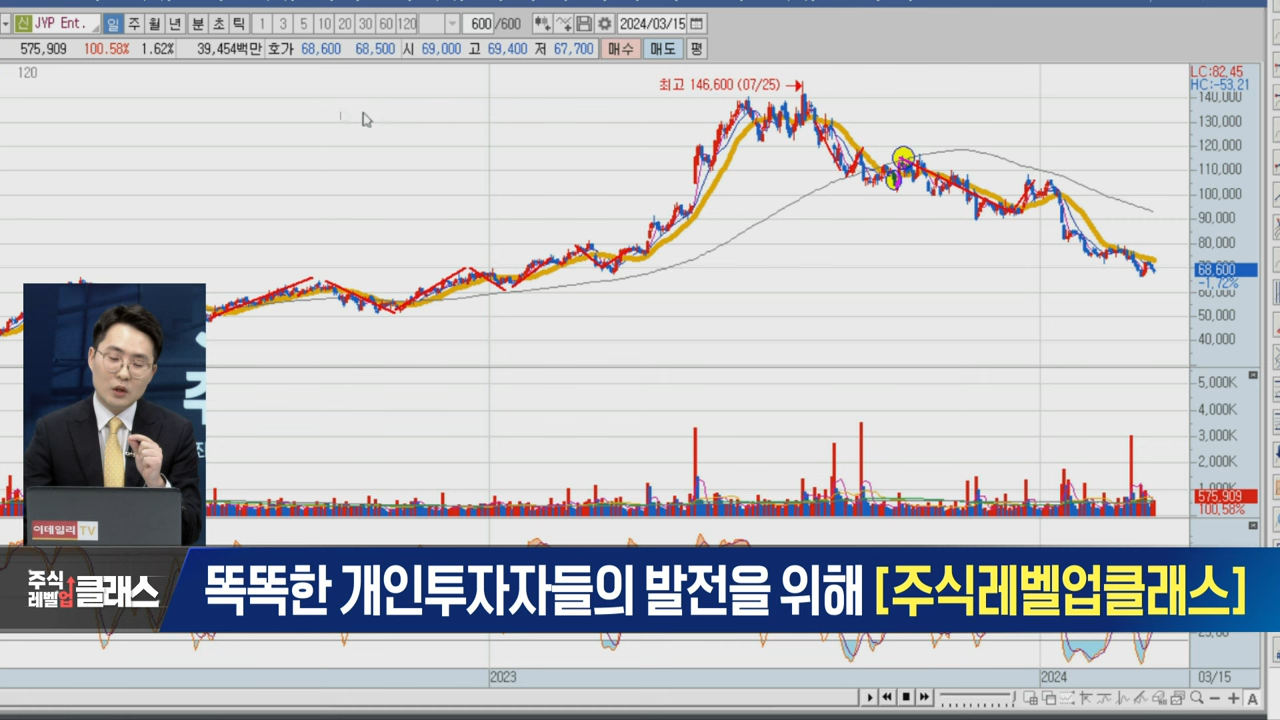 신 JYP Ent. 일 주 월 년 분 초 틱 1 3 5 10 20 30 60 120 600 /600 2024/03/15
575,909 100.58% 1.62% 39,454백만 호가 68,600 68,500 시 69,000 고 69,400 저 67,700 매수 매도 평
120
최고 146,600 (07/25)
LC:82.45
HC:-53.21
140,000
130,000
120,000
110,000
100,000
90,000
80,000
68,600
-1.72%
60,000
50,000
40,000
5,000K
4,000K
3,000K
2,000K
1,000K
575,909
100.58%
이데일리 TV
주식
레벨업 클래스
똑똑한 개인투자자들의 발전을 위해 [주식레벨업클래스]
2023 2024 03/15
A